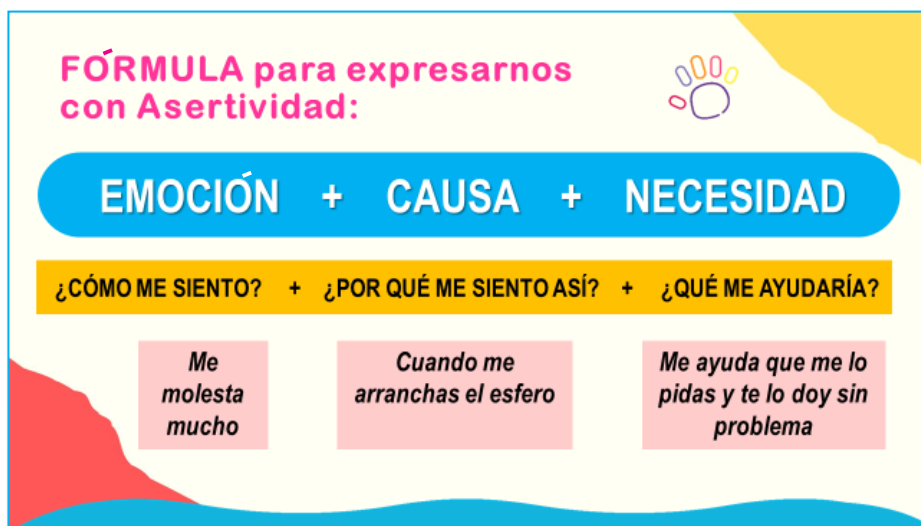 FÓRMULA para expresarnos
con Asertividad:
EMOCIÓN + CAUSA + NECESIDAD
¿CÓMO ME SIENTO? + ¿POR QUÉ ME SIENTO ASÍ? + ¿QUÉ ME AYUDARÍA?
Me
molesta
mucho
Cuando me
arranchas el esfero
Me ayuda que me lo
pidas y te lo doy sin
problema